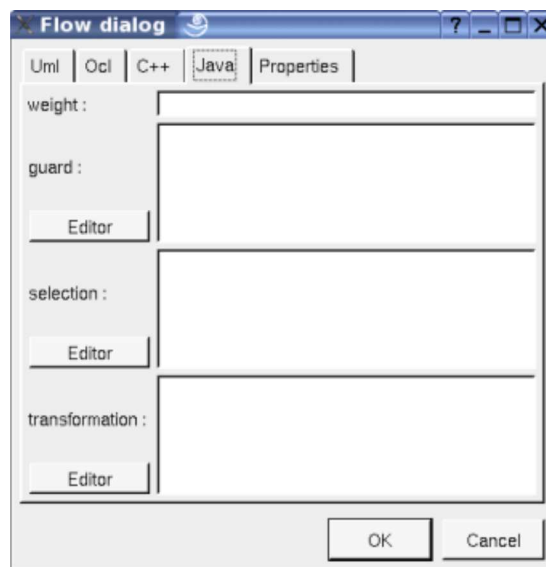 Flow dialog
Uml Ocl C++ Java Properties
weight :
guard :
Editor
selection :
Editor
transformation :
Editor
OK Cancel